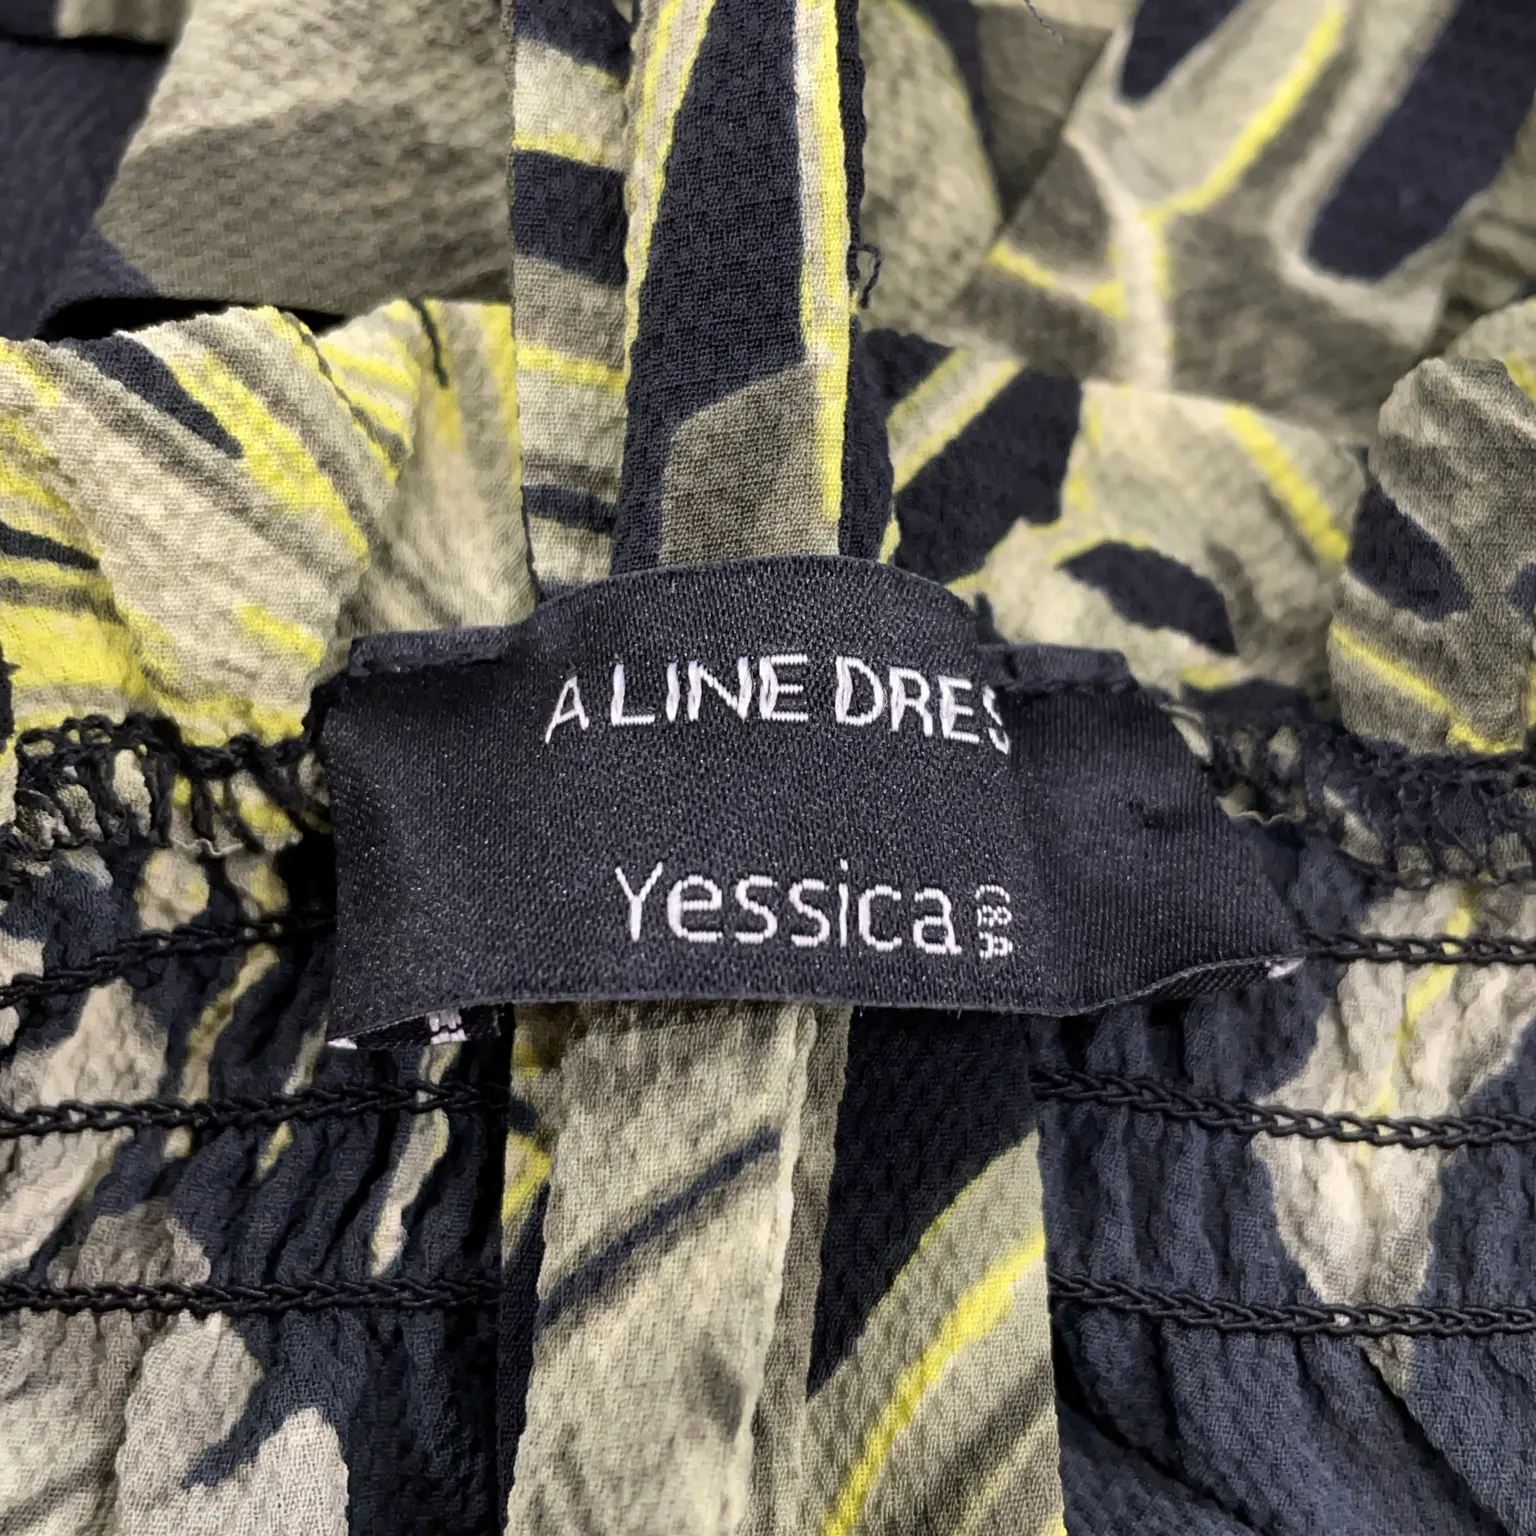 A LINE DRES
Yessica C&A